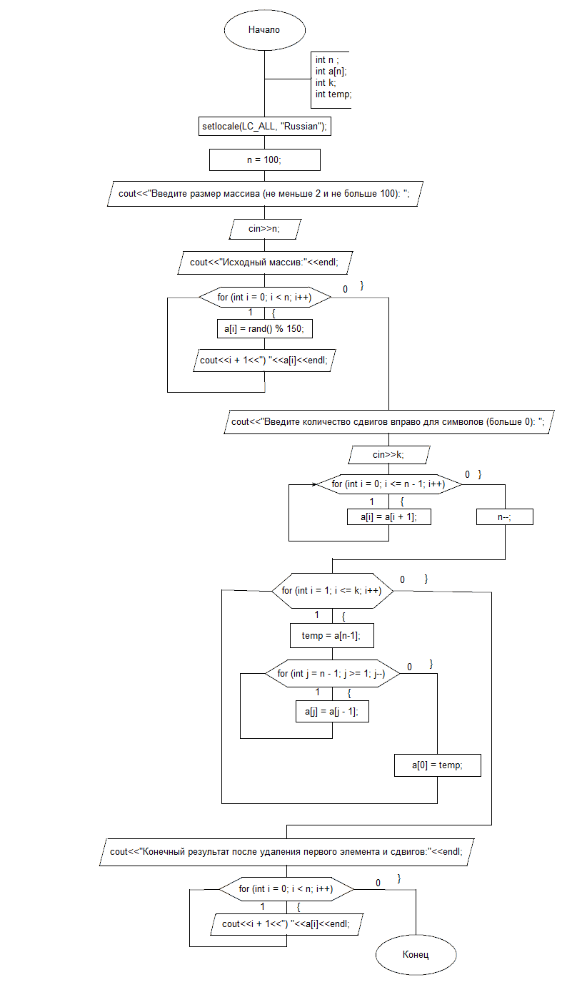 Начало
int n ;
int a[n];
int k;
int temp;
setlocale(LC_ALL, "Russian");
n = 100;
cout<<"Введите размер массива (не меньше 2 и не больше 100): ";
cin>>n;
cout<<"Исходный массив:"<<endl;
for (int i = 0; i < n; i++)
0 }
1 {
a[i] = rand() % 150;
cout<<i + 1<<") "<<a[i]<<endl;
cout<<"Введите количество сдвигов вправо для символов (больше 0): ";
cin>>k;
for (int i = 0; i <= n - 1; i++)
0 }
1 {
a[i] = a[i + 1];
n--;
for (int i = 1; i <= k; i++)
0 }
1 {
temp = a[n-1];
for (int j = n - 1; j >= 1; j--)
0 }
1 {
a[j] = a[j - 1];
a[0] = temp;
cout<<"Конечный результат после удаления первого элемента и сдвигов:"<<endl;
for (int i = 0; i < n; i++)
0 }
1 {
cout<<i + 1<<") "<<a[i]<<endl;
Конец